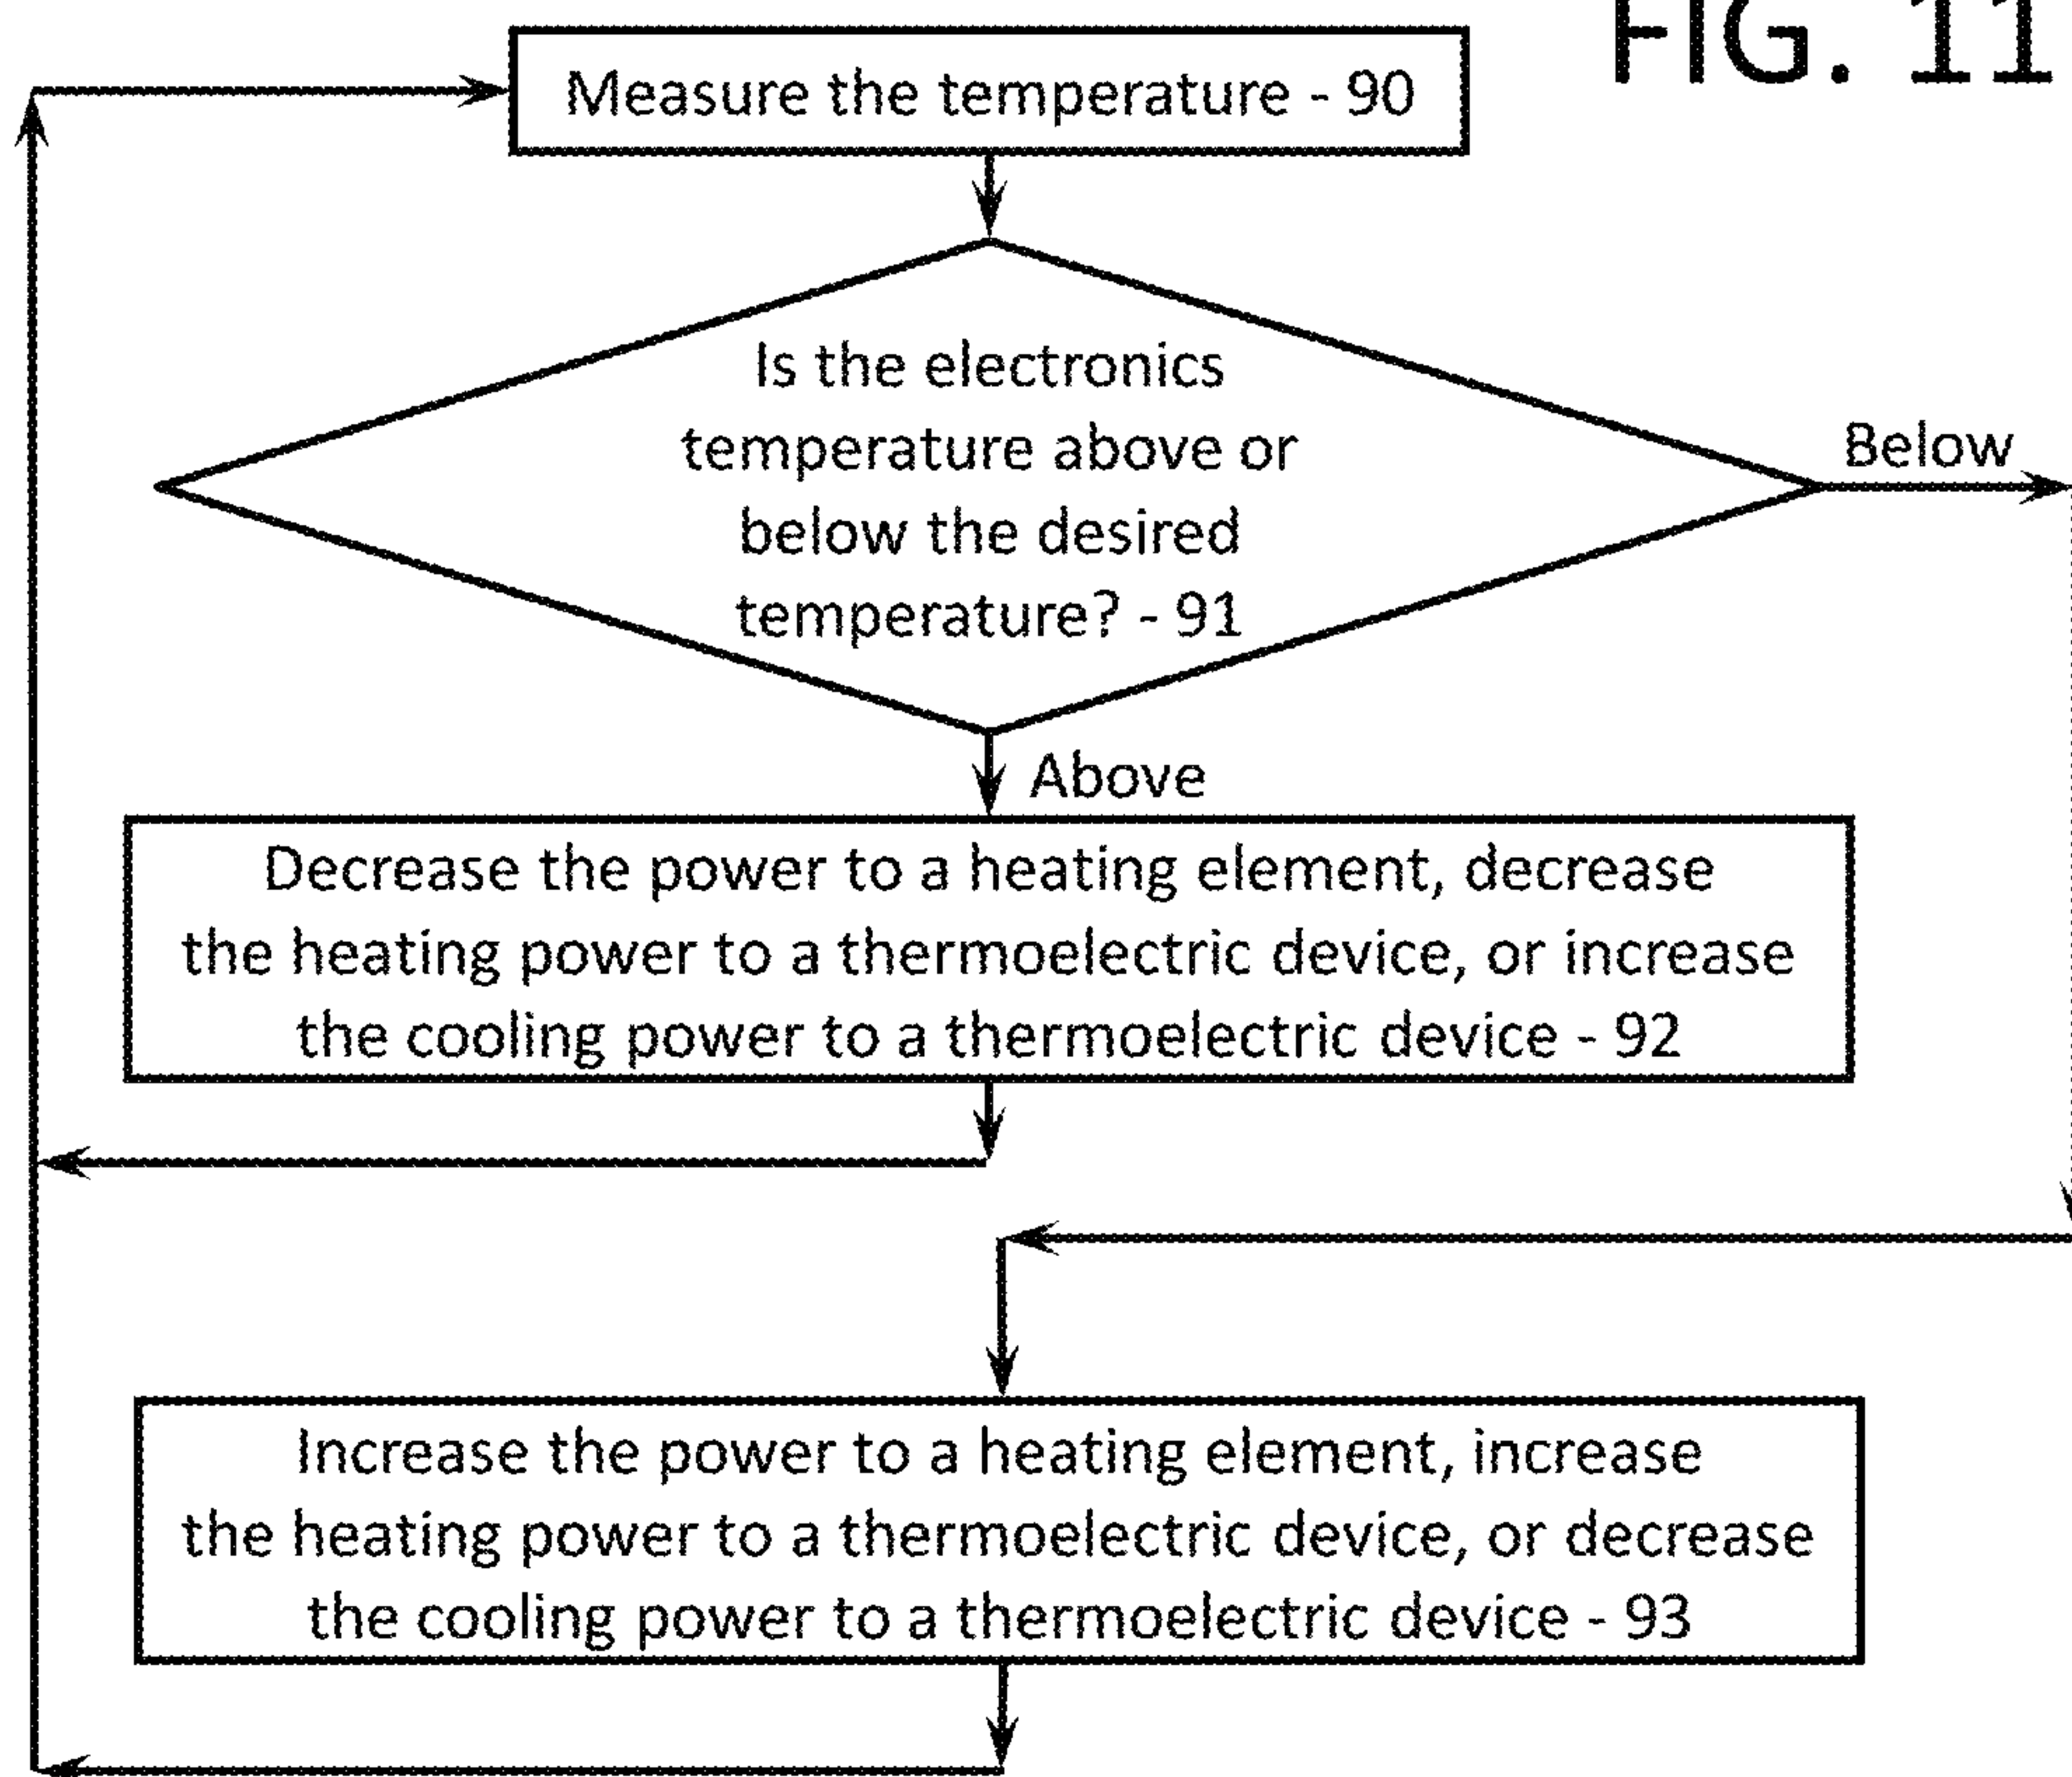 FIG. 11
Measure the temperature - 90
Is the electronics
temperature above or
below the desired
temperature? - 91
Below
Above
Decrease the power to a heating element, decrease
the heating power to a thermoelectric device, or increase
the cooling power to a thermoelectric device - 92
Increase the power to a heating element, increase
the heating power to a thermoelectric device, or decrease
the cooling power to a thermoelectric device - 93